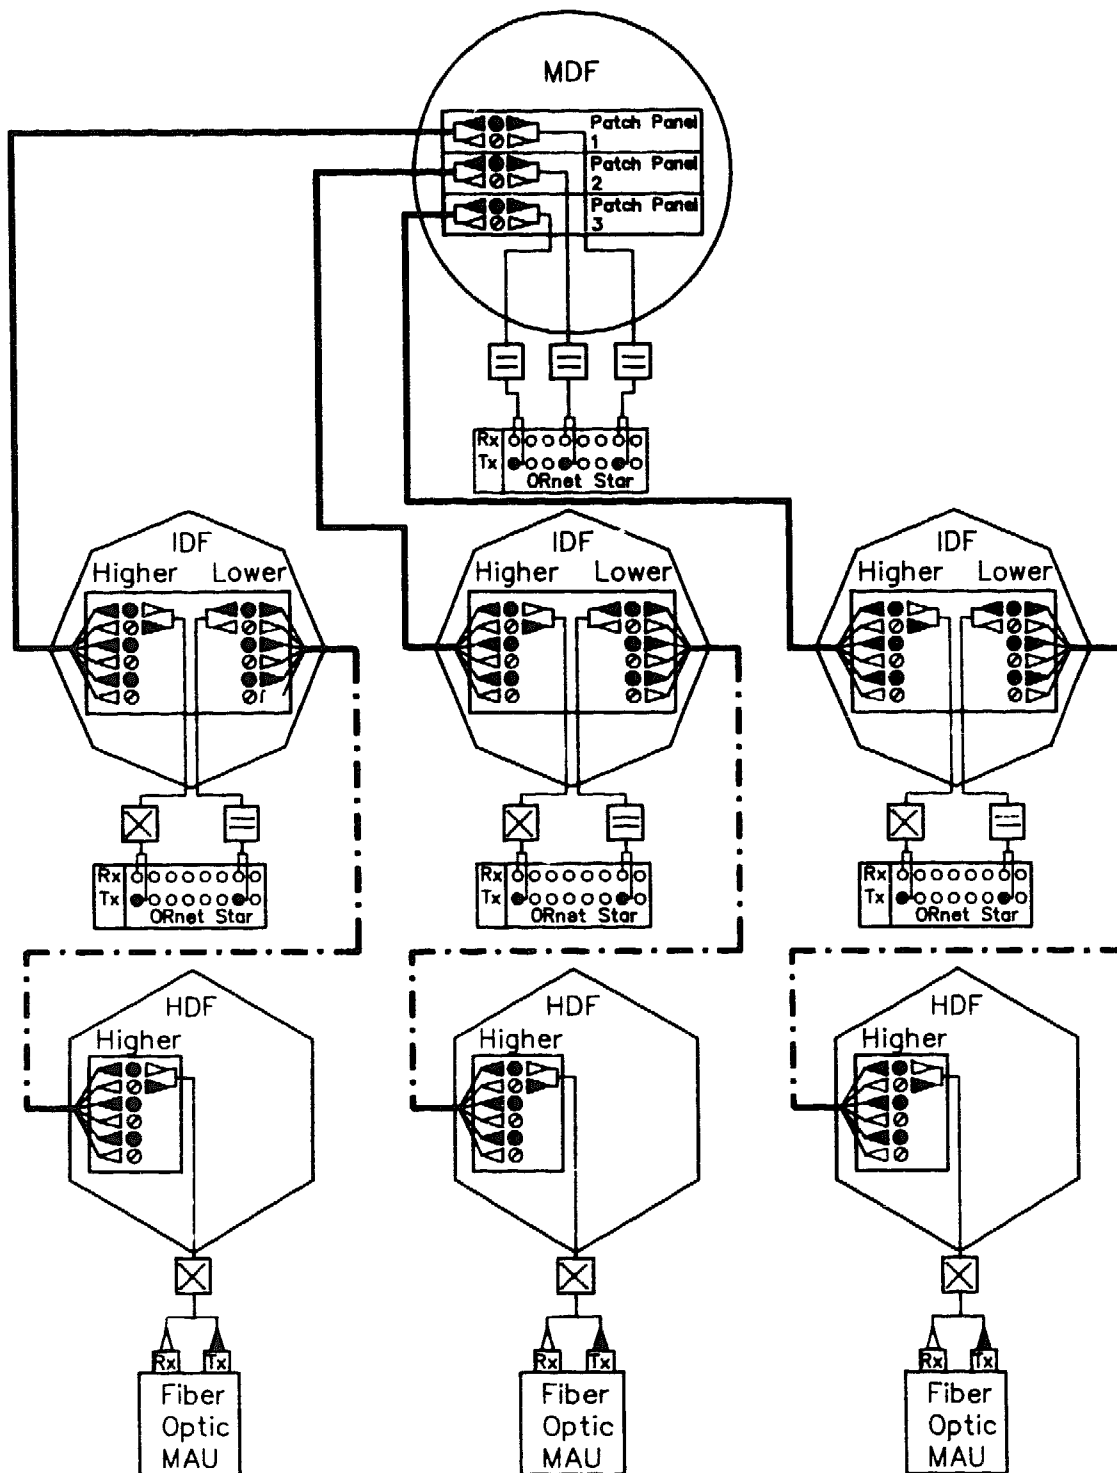 MDF
Patch Panel
1
Patch Panel
2
Patch Panel
3
Rx
Tx
ORnet Star
IDF
Higher Lower
Rx
Tx
ORnet Star
IDF
Higher Lower
Rx
Tx
ORnet Star
IDF
Higher Lower
Rx
Tx
ORnet Star
HDF
Higher
Rx Tx
Fiber
Optic
MAU
HDF
Higher
Rx Tx
Fiber
Optic
MAU
HDF
Higher
Rx Tx
Fiber
Optic
MAU